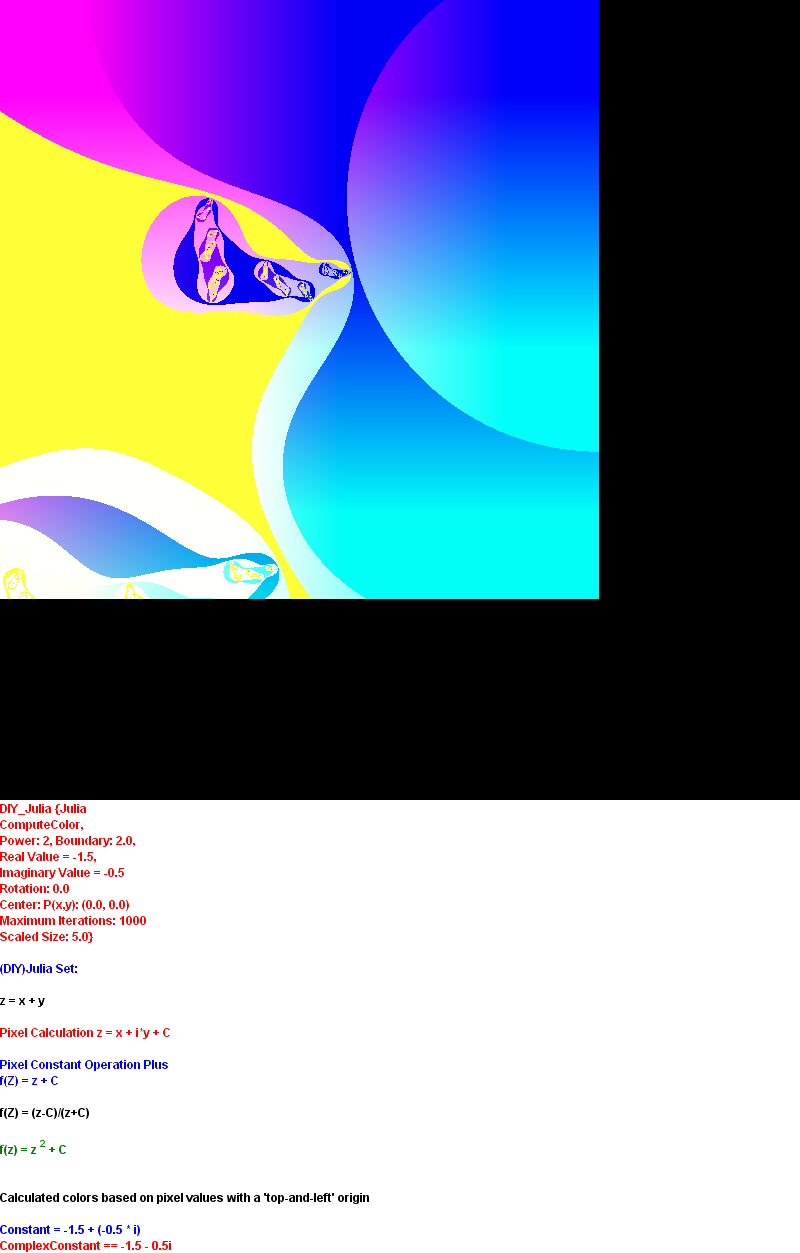 DIY_Julia {Julia
ComputeColor,
Power: 2, Boundary: 2.0,
Real Value = -1.5,
Imaginary Value = -0.5
Rotation: 0.0
Center: P(x,y): (0.0, 0.0)
Maximum Iterations: 1000
Scaled Size: 5.0}
(DIY)Julia Set:
z = x + y
Pixel Calculation z = x + i*y + C
Pixel Constant Operation Plus
f(Z) = z + C
f(Z) = (z-C)/(z+C)
f(z) = z 2 + C
Calculated colors based on pixel values with a 'top-and-left' origin
Constant = -1.5 + (-0.5 * i)
ComplexConstant == -1.5 - 0.5i